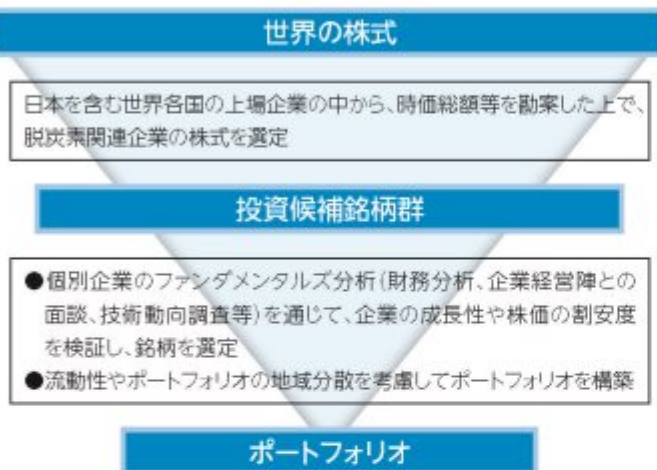 世界の株式
日本を含む世界各国の上場企業の中から、時価総額等を勘案した上で、
脱炭素関連企業の株式を選定
投資候補銘柄群
●個別企業のファンダメンタルズ分析(財務分析、企業経営陣との
面談、技術動向調査等)を通じて、企業の成長性や株価の割安度
を検証し、銘柄を選定
●流動性やポートフォリオの地域分散を考慮してポートフォリオを構築
ポートフォリオ